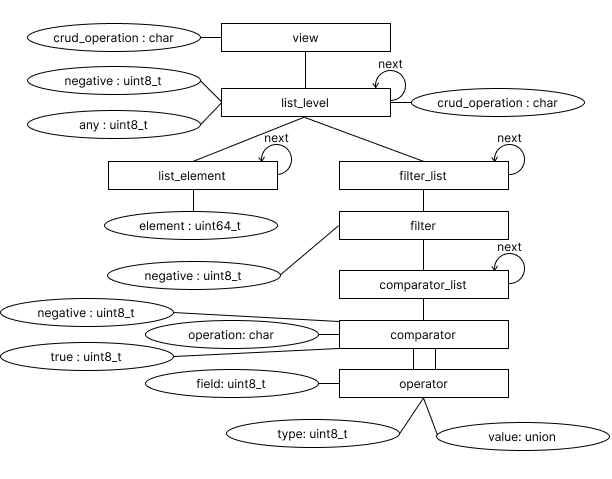 crud_operation : char
view
next
negative : uint8_t
list_level
crud_operation : char
any : uint8_t
next
next
list_element
filter_list
element : uint64_t
filter
next
negative : uint8_t
comparator_list
negative : uint8_t
operation: char
comparator
true : uint8_t
field: uint8_t
operator
type: uint8_t
value: union